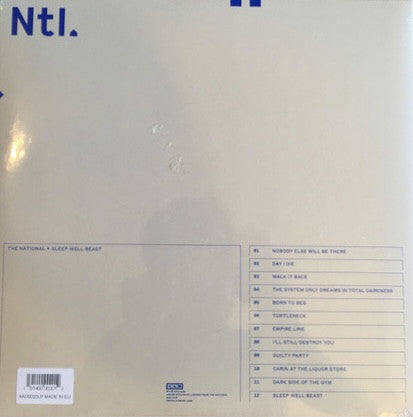 Ntl.
THE NATIONAL • SLEEP WELL BEAST
01 NOBODY ELSE WILL BE THERE
02 DAY I DIE
03 WALK IT BACK
04 THE SYSTEM ONLY DREAMS IN TOTAL DARKNESS
05 BORN TO BEG
06 TURTLENECK
07 EMPIRE LINE
08 I'LL STILL DESTROY YOU
09 GUILTY PARTY
10 CARIN AT THE LIQUOR STORE
11 DARK SIDE OF THE GYM
12 SLEEP WELL BEAST
4AD0020LP MADE IN EU